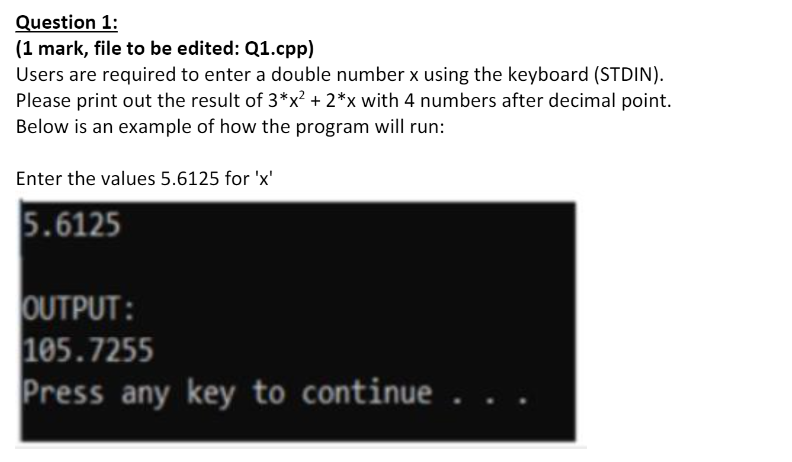 Question 1:
(1 mark, file to be edited: Q1.cpp)
Users are required to enter a double number x using the keyboard (STDIN).
Please print out the result of 3*x² + 2*x with 4 numbers after decimal point.
Below is an example of how the program will run:
Enter the values 5.6125 for 'x'
5.6125
OUTPUT:
105.7255
Press any key to continue . . .